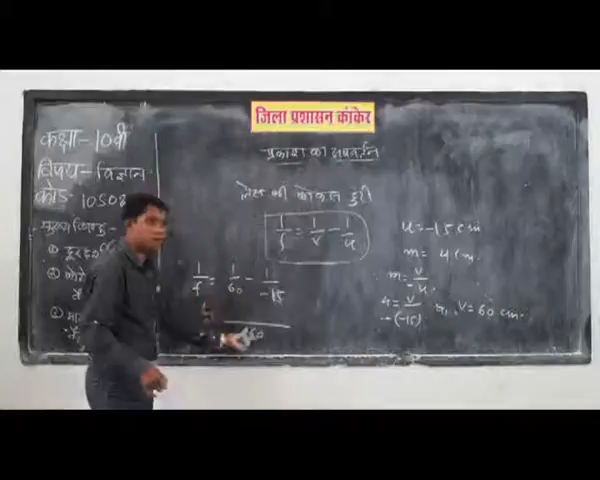 जिला प्रशासन कांकेर
कक्षा - 10वीं
विषय - विज्ञान
कोड - 10508
प्रकाश का अपवर्तन
लेंस की फोकस दूरी
1/f = 1/v - 1/u
1/f = 1/60 - 1/-15
60
u = -15 cm
m = 4 cm.
m = v/-u
4 = v/-(-15)
v = 60 cm.